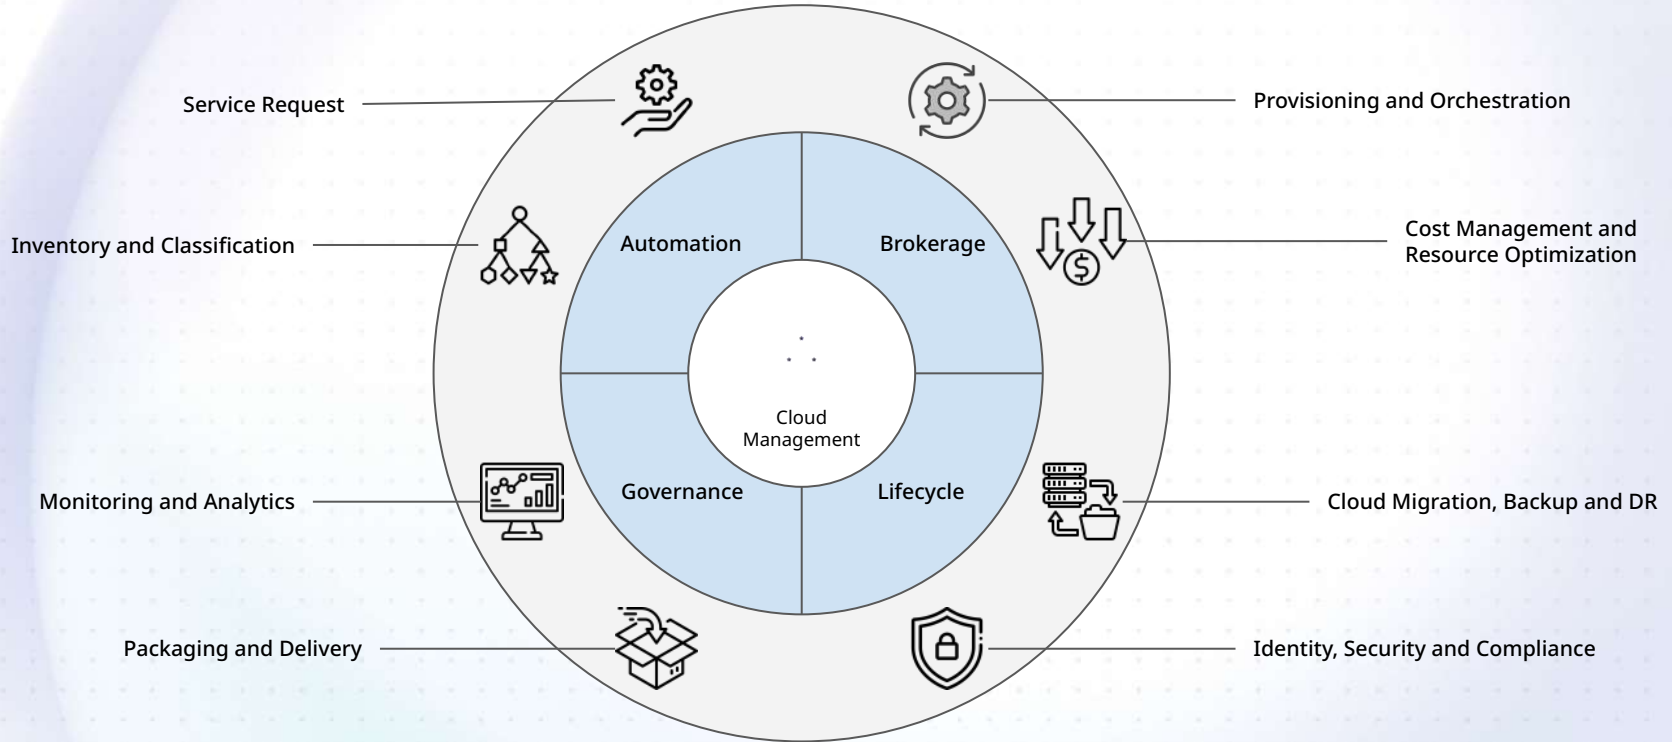 Service Request
Provisioning and Orchestration
Inventory and Classification
Automation
Brokerage
Cost Management and
Resource Optimization
$
Cloud
Management
Monitoring and Analytics
Governance
Lifecycle
Cloud Migration, Backup and DR
Packaging and Delivery
Identity, Security and Compliance